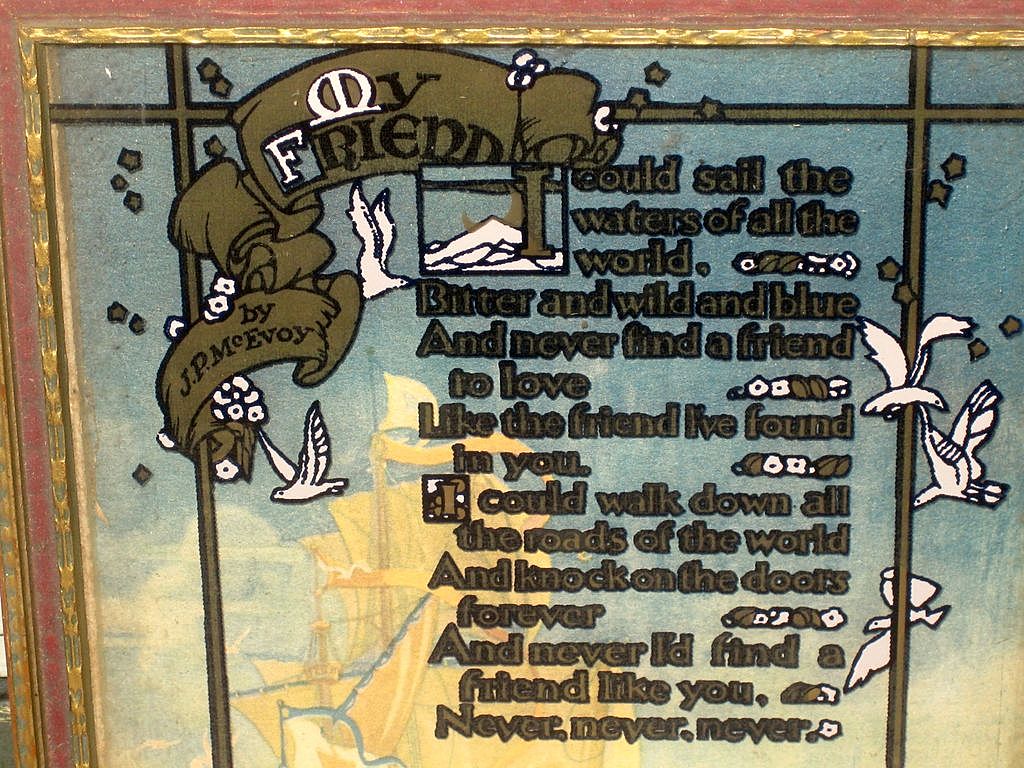 My
Friend
by
J.P. McEvoy
I could sail the
waters of all the
world.
Bitter and wild and blue
And never find a friend
to love
Like the friend I've found
in you.
I could walk down all
the roads of the world
And knock on the doors
forever
And never I'd find a
friend like you,
Never, never, never.